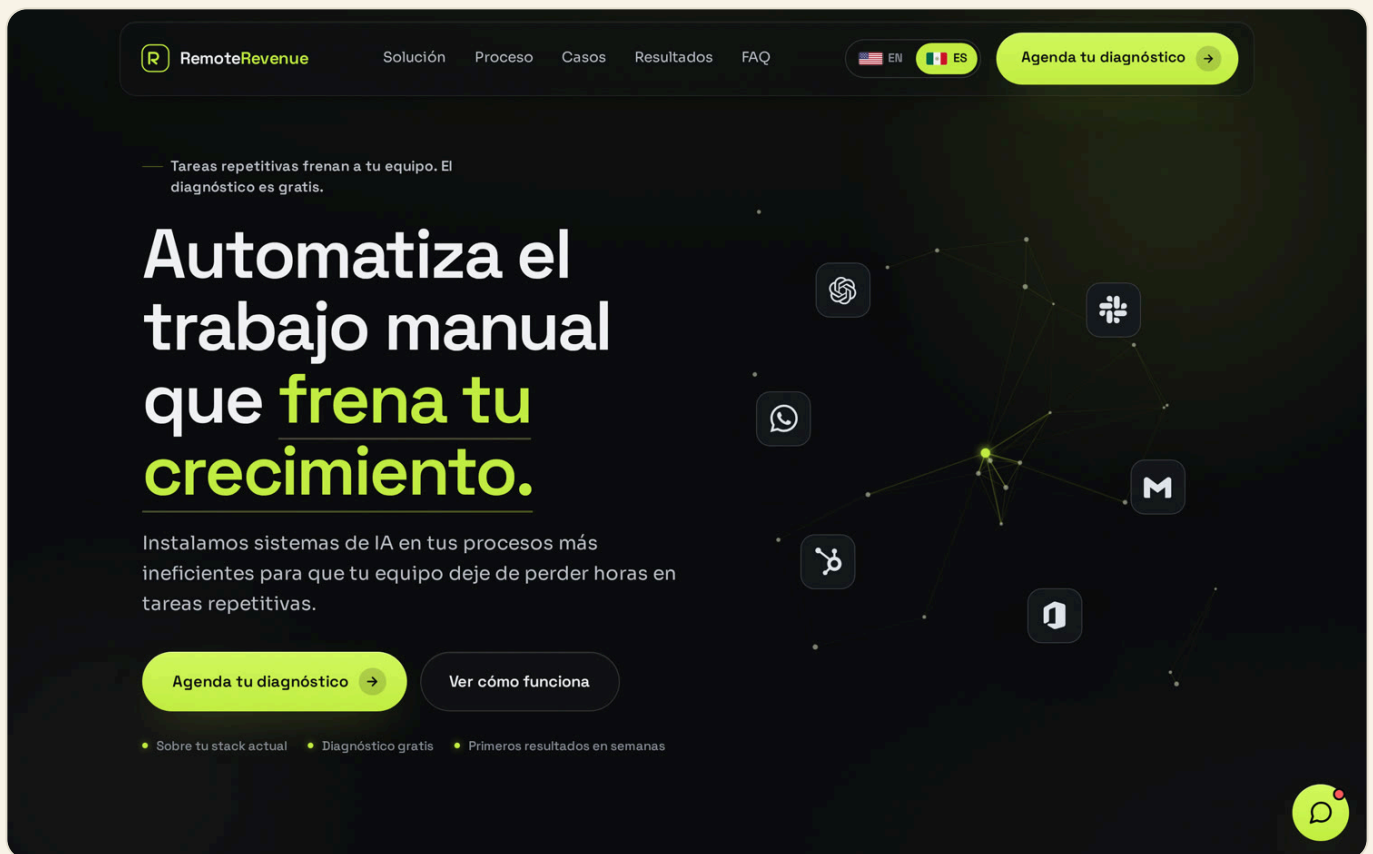 RemoteRevenue
Solución
Proceso
Casos
Resultados
FAQ
EN
ES
Agenda tu diagnóstico
Tareas repetitivas frenan a tu equipo. El
diagnóstico es gratis.
Automatiza el
trabajo manual
que frena tu
crecimiento.
Instalamos sistemas de IA en tus procesos más
ineficientes para que tu equipo deje de perder horas en
tareas repetitivas.
Agenda tu diagnóstico
Ver cómo funciona
Sobre tu stack actual
Diagnóstico gratis
Primeros resultados en semanas